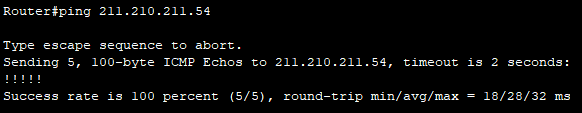 Router#ping 211.210.211.54
Type escape sequence to abort.
Sending 5, 100-byte ICMP Echos to 211.210.211.54, timeout is 2 seconds:
!!!!!
Success rate is 100 percent (5/5), round-trip min/avg/max = 18/28/32 ms